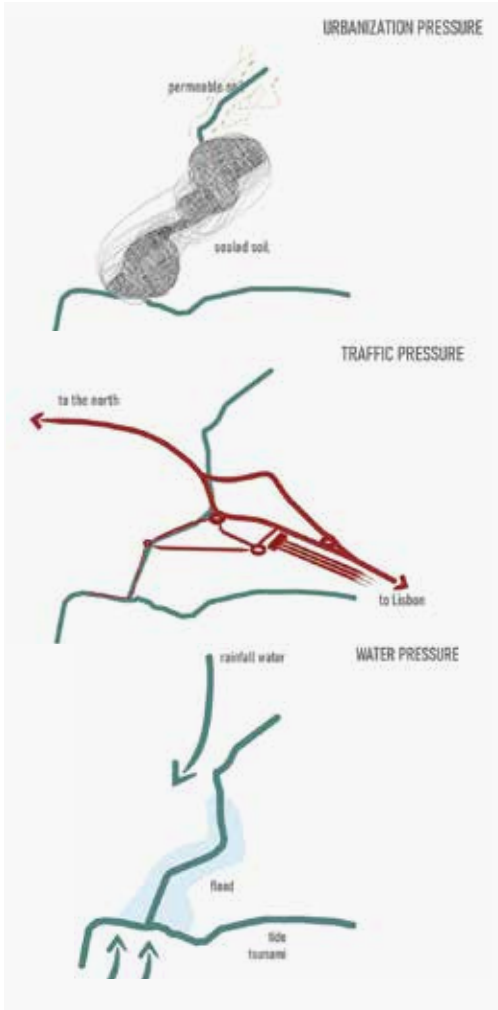 URBANIZATION PRESSURE
permeable soil
sealed soil
TRAFFIC PRESSURE
to the north
to Lisbon
WATER PRESSURE
rainfall water
flood
tide
tsunami